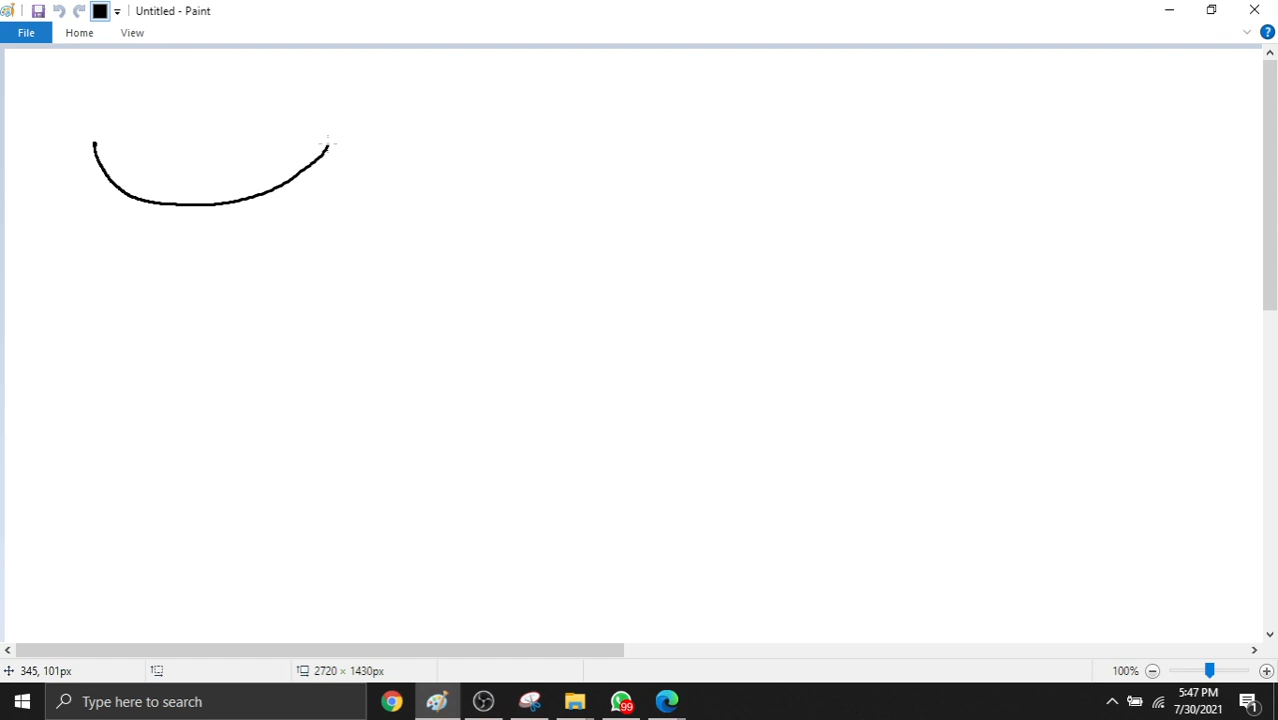 Untitled - Paint
File Home View
345, 101px 2720 × 1430px 100%
Type here to search 99 5:47 PM
7/30/2021 1